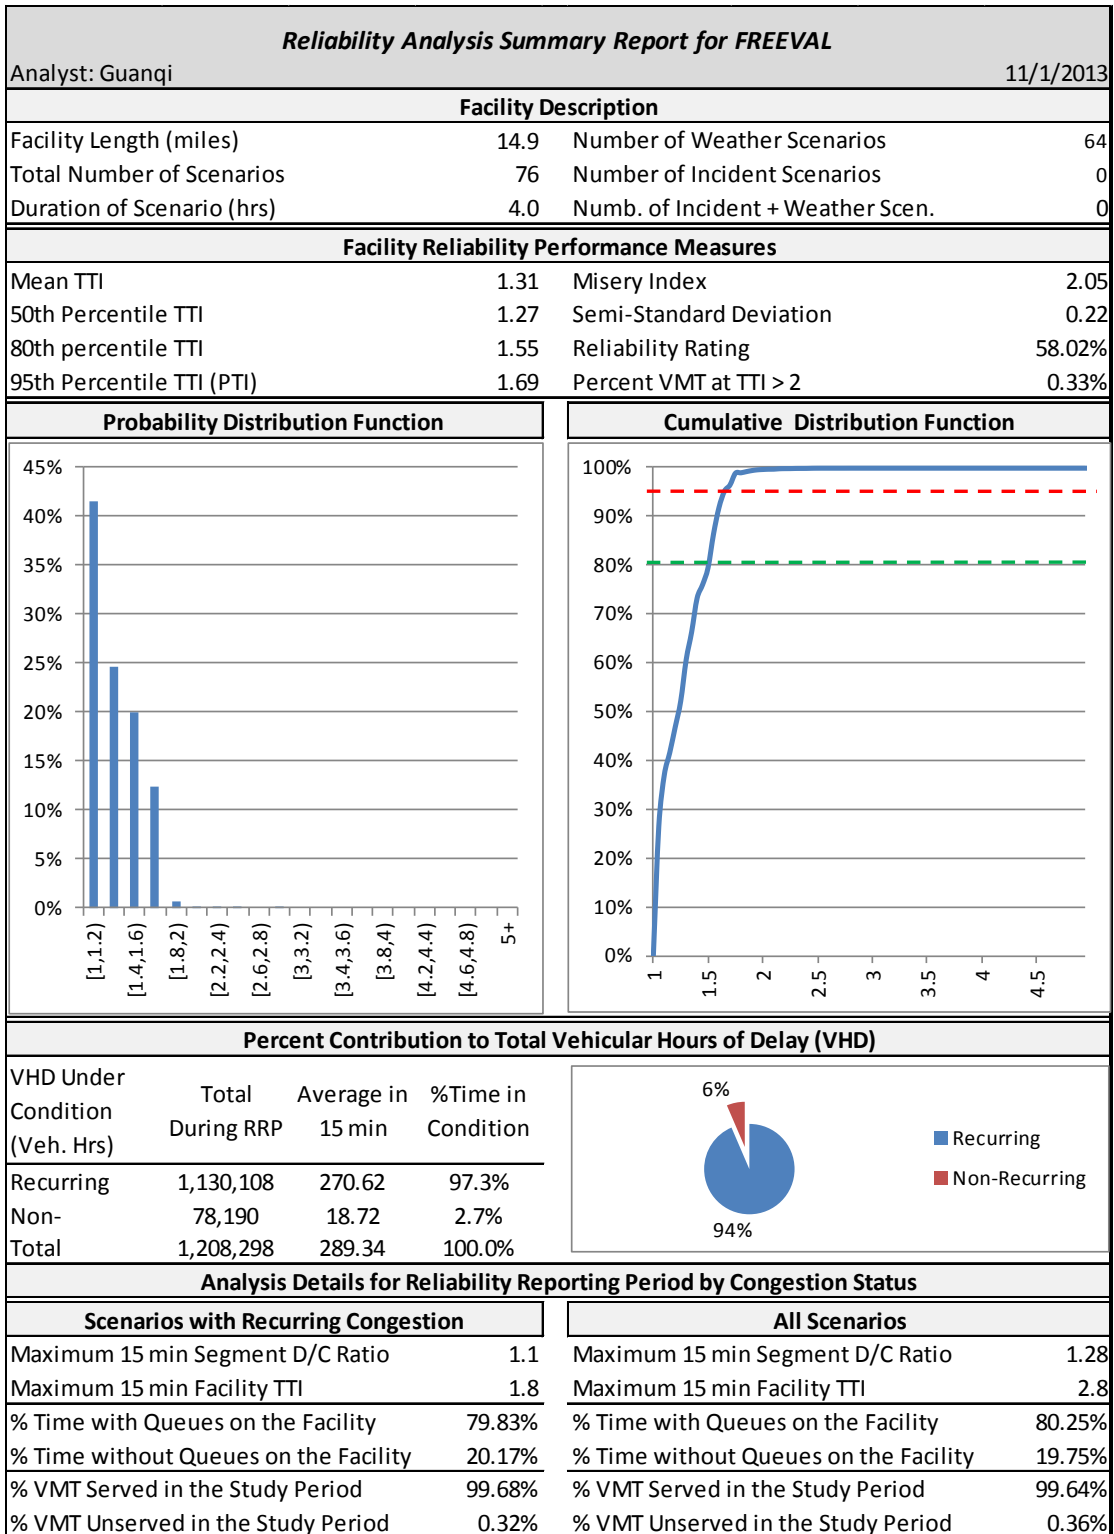 Reliability Analysis Summary Report for FREEVAL
Analyst: Guanqi 11/1/2013
Facility Description
Facility Length (miles) 14.9 Number of Weather Scenarios 64
Total Number of Scenarios 76 Number of Incident Scenarios 0
Duration of Scenario (hrs) 4.0 Numb. of Incident + Weather Scen. 0
Facility Reliability Performance Measures
Mean TTI 1.31 Misery Index 2.05
50th Percentile TTI 1.27 Semi-Standard Deviation 0.22
80th percentile TTI 1.55 Reliability Rating 58.02%
95th Percentile TTI (PTI) 1.69 Percent VMT at TTI > 2 0.33%
Probability Distribution Function
45%
40%
35%
30%
25%
20%
15%
10%
5%
0%
[1,1.2)
[1.4,1.6)
[1.8,2)
[2.2,2.4)
[2.6,2.8)
[3,3.2)
[3.4,3.6)
[3.8,4)
[4.2,4.4)
[4.6,4.8)
5+
Cumulative Distribution Function
100%
90%
80%
70%
60%
50%
40%
30%
20%
10%
0%
1
1.5
2
2.5
3
3.5
4
4.5
Percent Contribution to Total Vehicular Hours of Delay (VHD)
VHD Under
Condition
(Veh. Hrs)
Total
During RRP
Average in
15 min
%Time in
Condition
Recurring 1,130,108 270.62 97.3%
Non- 78,190 18.72 2.7%
Total 1,208,298 289.34 100.0%
6%
94%
Recurring
Non-Recurring
Analysis Details for Reliability Reporting Period by Congestion Status
Scenarios with Recurring Congestion
Maximum 15 min Segment D/C Ratio 1.1
Maximum 15 min Facility TTI 1.8
% Time with Queues on the Facility 79.83%
% Time without Queues on the Facility 20.17%
% VMT Served in the Study Period 99.68%
% VMT Unserved in the Study Period 0.32%
All Scenarios
Maximum 15 min Segment D/C Ratio 1.28
Maximum 15 min Facility TTI 2.8
% Time with Queues on the Facility 80.25%
% Time without Queues on the Facility 19.75%
% VMT Served in the Study Period 99.64%
% VMT Unserved in the Study Period 0.36%